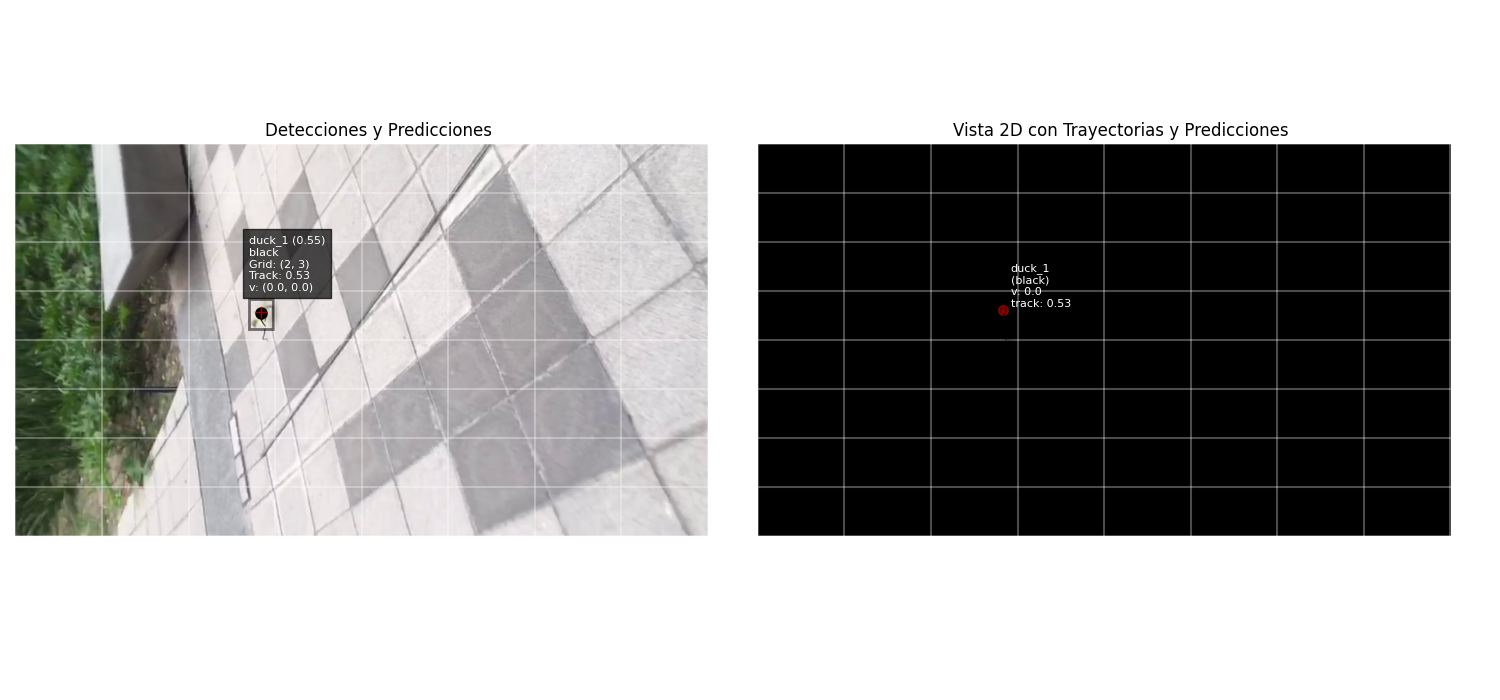 Detecciones y Predicciones
duck_1 (0.55)
black
Grid: (2, 3)
Track: 0.53
v: (0.0, 0.0)
Vista 2D con Trayectorias y Predicciones
duck_1
(black)
v: 0.0
track: 0.53